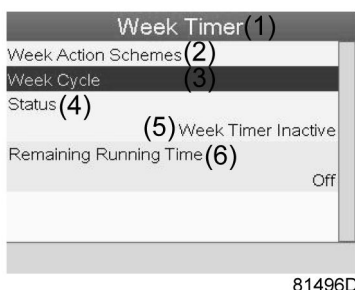 Week Timer(1)
Week Action Schemes(2)
Week Cycle (3)
Status(4)
(5) Week Timer Inactive
Remaining Running Time(6)
Off
81496D